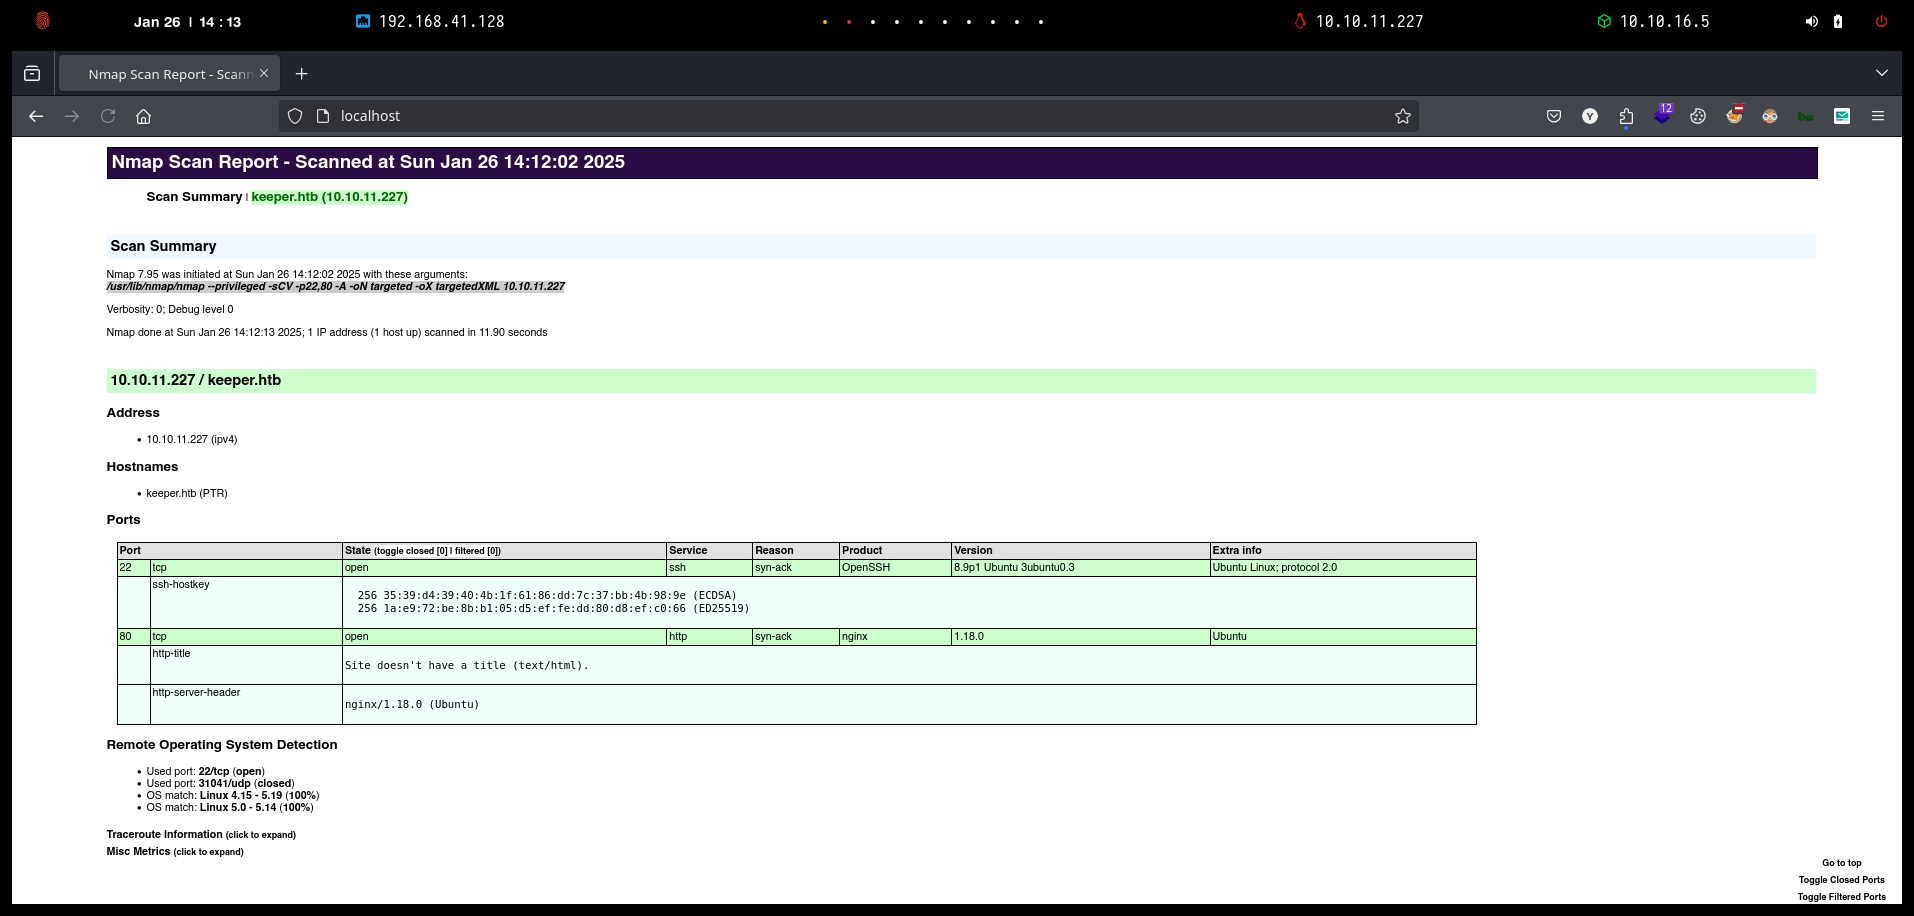 Jan 26 | 14 : 13 192.168.41.128 10.10.11.227 10.10.16.5
Nmap Scan Report - Scann
localhost
12
Y
Nmap Scan Report - Scanned at Sun Jan 26 14:12:02 2025
Scan Summary | keeper.htb (10.10.11.227)
Scan Summary
Nmap 7.95 was initiated at Sun Jan 26 14:12:02 2025 with these arguments:
/usr/lib/nmap/nmap --privileged -sCV -p22,80 -A -oN targeted -oX targetedXML 10.10.11.227
Verbosity: 0; Debug level 0
Nmap done at Sun Jan 26 14:12:13 2025; 1 IP address (1 host up) scanned in 11.90 seconds
10.10.11.227 / keeper.htb
Address
• 10.10.11.227 (ipv4)
Hostnames
• keeper.htb (PTR)
Ports
Port State (toggle closed [0] | filtered [0]) Service Reason Product Version Extra info
22 tcp open ssh syn-ack OpenSSH 8.9p1 Ubuntu 3ubuntu0.3 Ubuntu Linux; protocol 2.0
ssh-hostkey
256 35:39:d4:39:40:4b:1f:61:86:dd:7c:37:bb:4b:98:9e (ECDSA)
256 1a:e9:72:be:8b:b1:05:d5:ef:fe:dd:80:d8:ef:c0:66 (ED25519)
80 tcp open http syn-ack nginx 1.18.0 Ubuntu
http-title
Site doesn't have a title (text/html).
http-server-header
nginx/1.18.0 (Ubuntu)
Remote Operating System Detection
• Used port: 22/tcp (open)
• Used port: 31041/udp (closed)
• OS match: Linux 4.15 - 5.19 (100%)
• OS match: Linux 5.0 - 5.14 (100%)
Traceroute Information (click to expand)
Misc Metrics (click to expand)
Go to top
Toggle Closed Ports
Toggle Filtered Ports